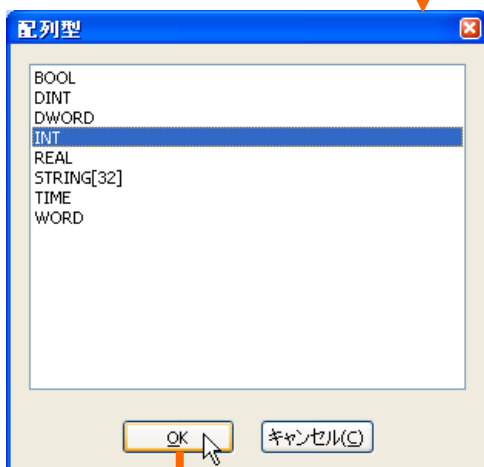 配列型
BOOL
DINT
DWORD
INT
REAL
STRING[32]
TIME
WORD
OK
キャンセル(C)